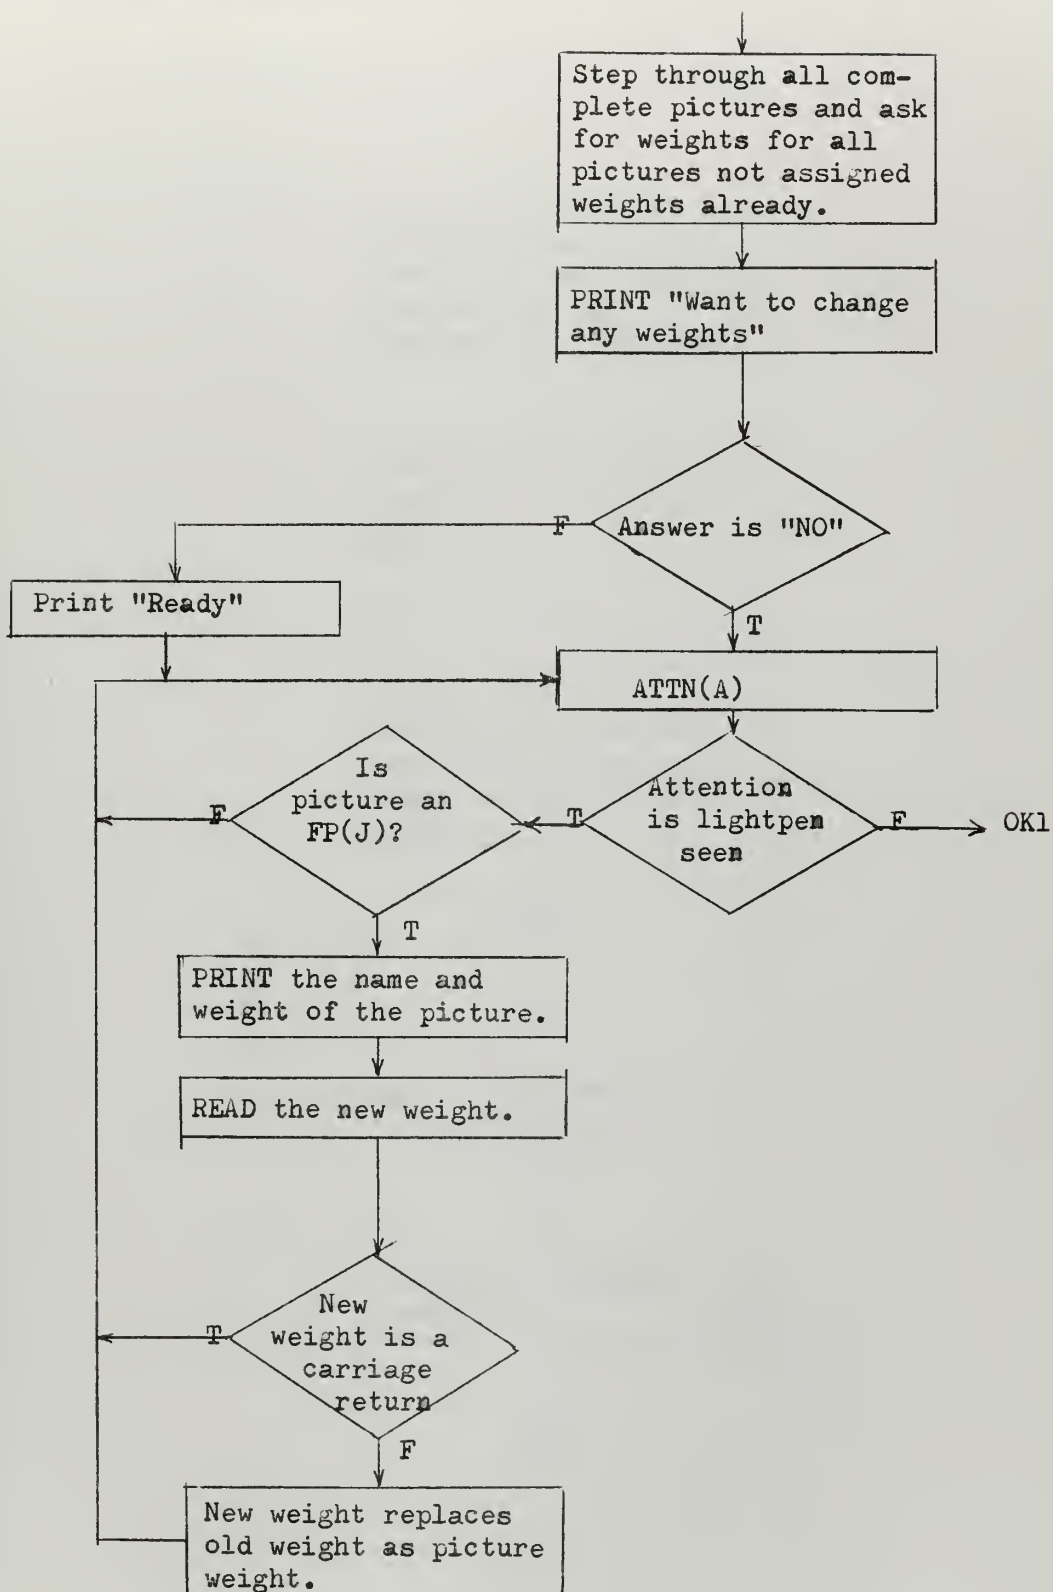 Step through all com-
plete pictures and ask
for weights for all
pictures not assigned
weights already.
PRINT "Want to change
any weights"
Answer is "NO"
F
T
Print "Ready"
ATTN(A)
Attention
is lightpen
seen
T
F
OK1
Is
picture an
FP(J)?
F
T
PRINT the name and
weight of the picture.
READ the new weight.
New
weight is a
carriage
return
T
F
New weight replaces
old weight as picture
weight.